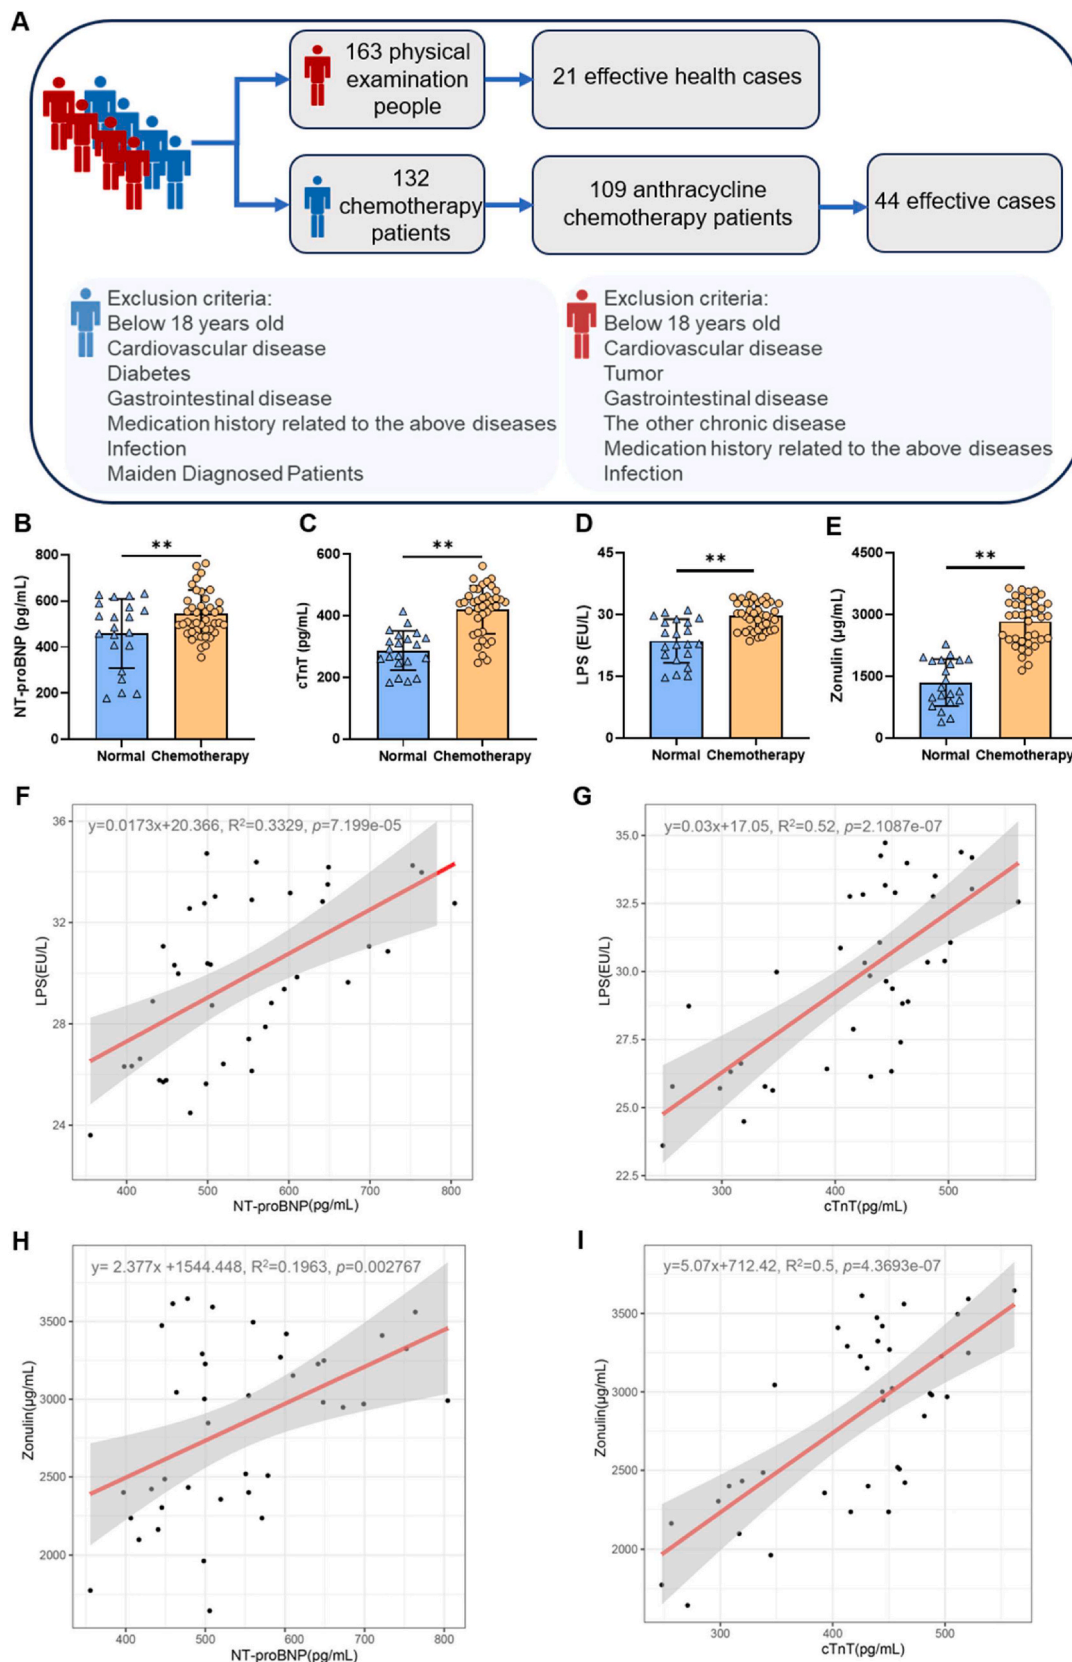 A
163 physical
examination
people
21 effective health cases
132
chemotherapy
patients
109 anthracycline
chemotherapy patients
44 effective cases
Exclusion criteria:
Below 18 years old
Cardiovascular disease
Diabetes
Gastrointestinal disease
Medication history related to the above diseases
Infection
Maiden Diagnosed Patients
Exclusion criteria:
Below 18 years old
Cardiovascular disease
Tumor
Gastrointestinal disease
The other chronic disease
Medication history related to the above diseases
Infection
B
NT-proBNP (pg/mL)
800
600
400
200
0
**
Normal Chemotherapy
C
cTnT (pg/mL)
600
400
200
0
**
Normal Chemotherapy
D
LPS (EU/L)
45
30
15
0
**
Normal Chemotherapy
E
Zonulin (μg/mL)
4500
3000
1500
0
**
Normal Chemotherapy
F
y=0.0173x+20.366, R²=0.3329, p=7.199e-05
LPS(EU/L)
36
32
28
24
400 500 600 700 800
NT-proBNP(pg/mL)
G
y=0.03x+17.05, R²=0.52, p=2.1087e-07
LPS(EU/L)
35.0
32.5
30.0
27.5
25.0
22.5
300 400 500
cTnT(pg/mL)
H
y= 2.377x +1544.448, R²=0.1963, p=0.002767
Zonulin(μg/mL)
3500
3000
2500
2000
400 500 600 700 800
NT-proBNP(pg/mL)
I
y=5.07x+712.42, R²=0.5, p=4.3693e-07
Zonulin(μg/mL)
3500
3000
2500
2000
300 400 500
cTnT(pg/mL)